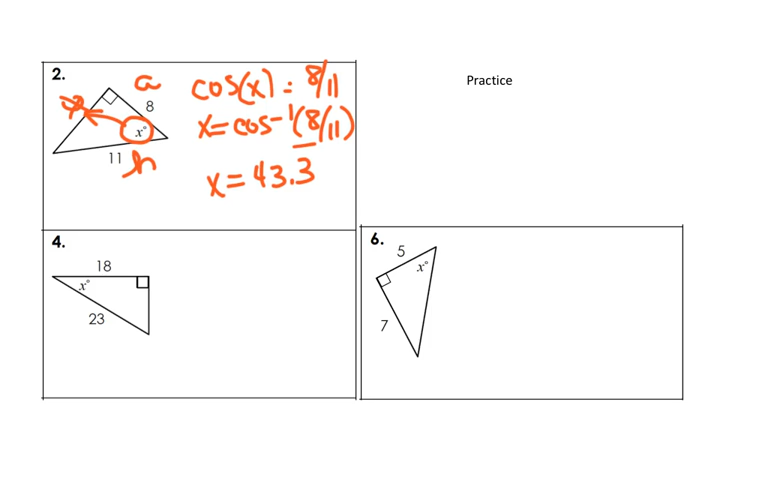 Practice
2.
a
cos(x) = 8/11
8
o
x°
x = cos-1(8/11)
11
h
x = 43.3
4.
18
x°
23
6.
5
x°
7